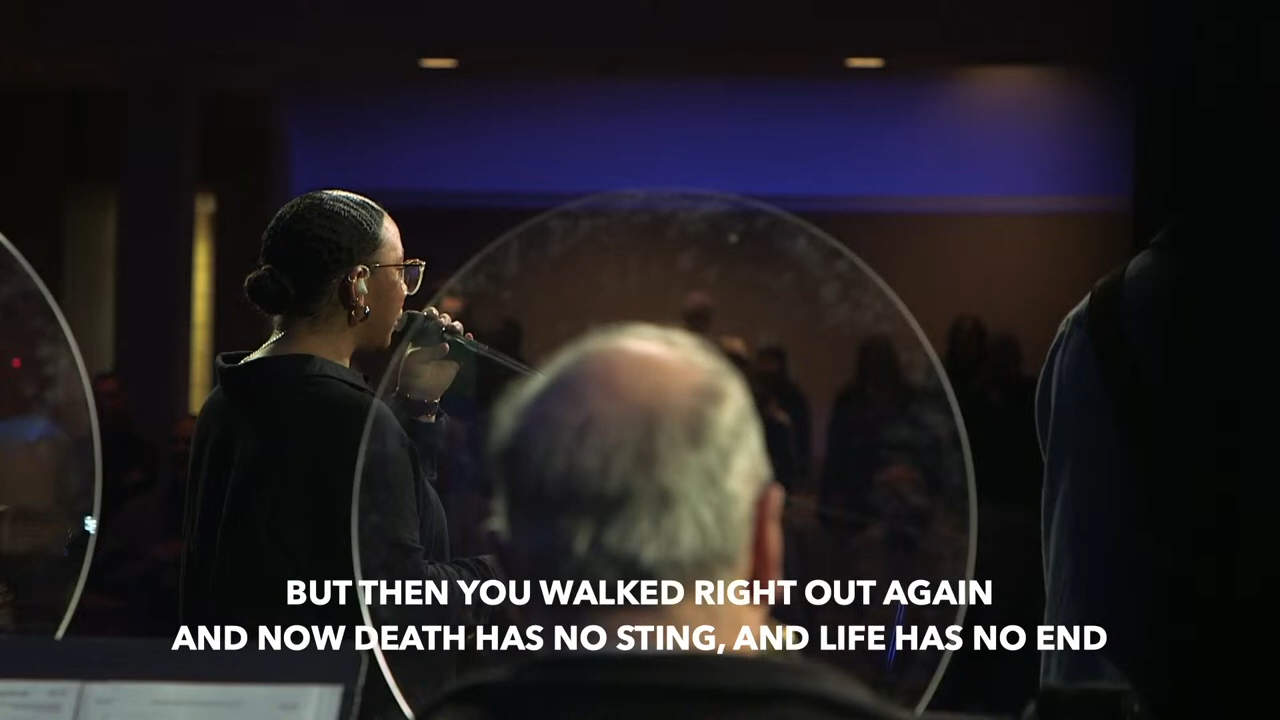 BUT THEN YOU WALKED RIGHT OUT AGAIN
AND NOW DEATH HAS NO STING, AND LIFE HAS NO END